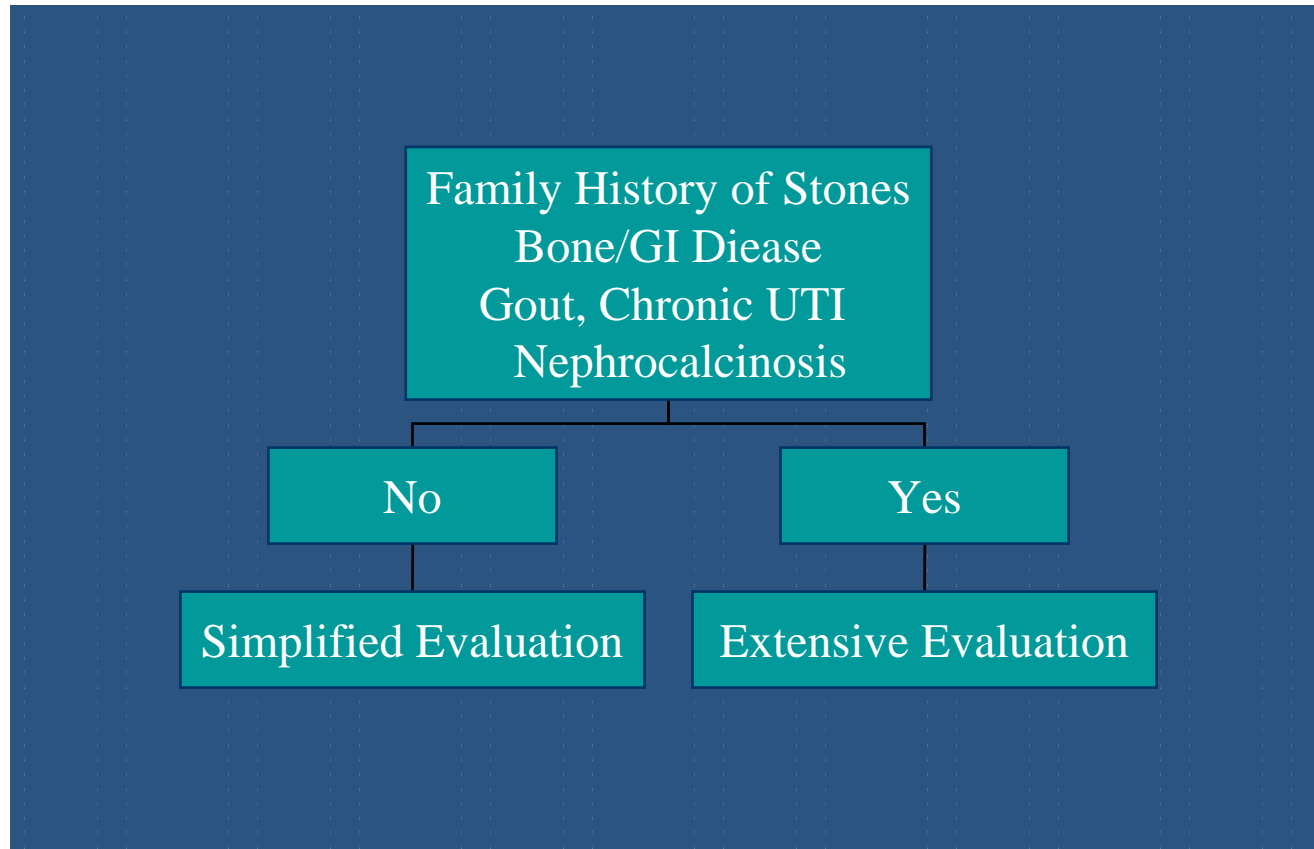 Family History of Stones
Bone/GI Diease
Gout, Chronic UTI
Nephrocalcinosis
No
Yes
Simplified Evaluation
Extensive Evaluation